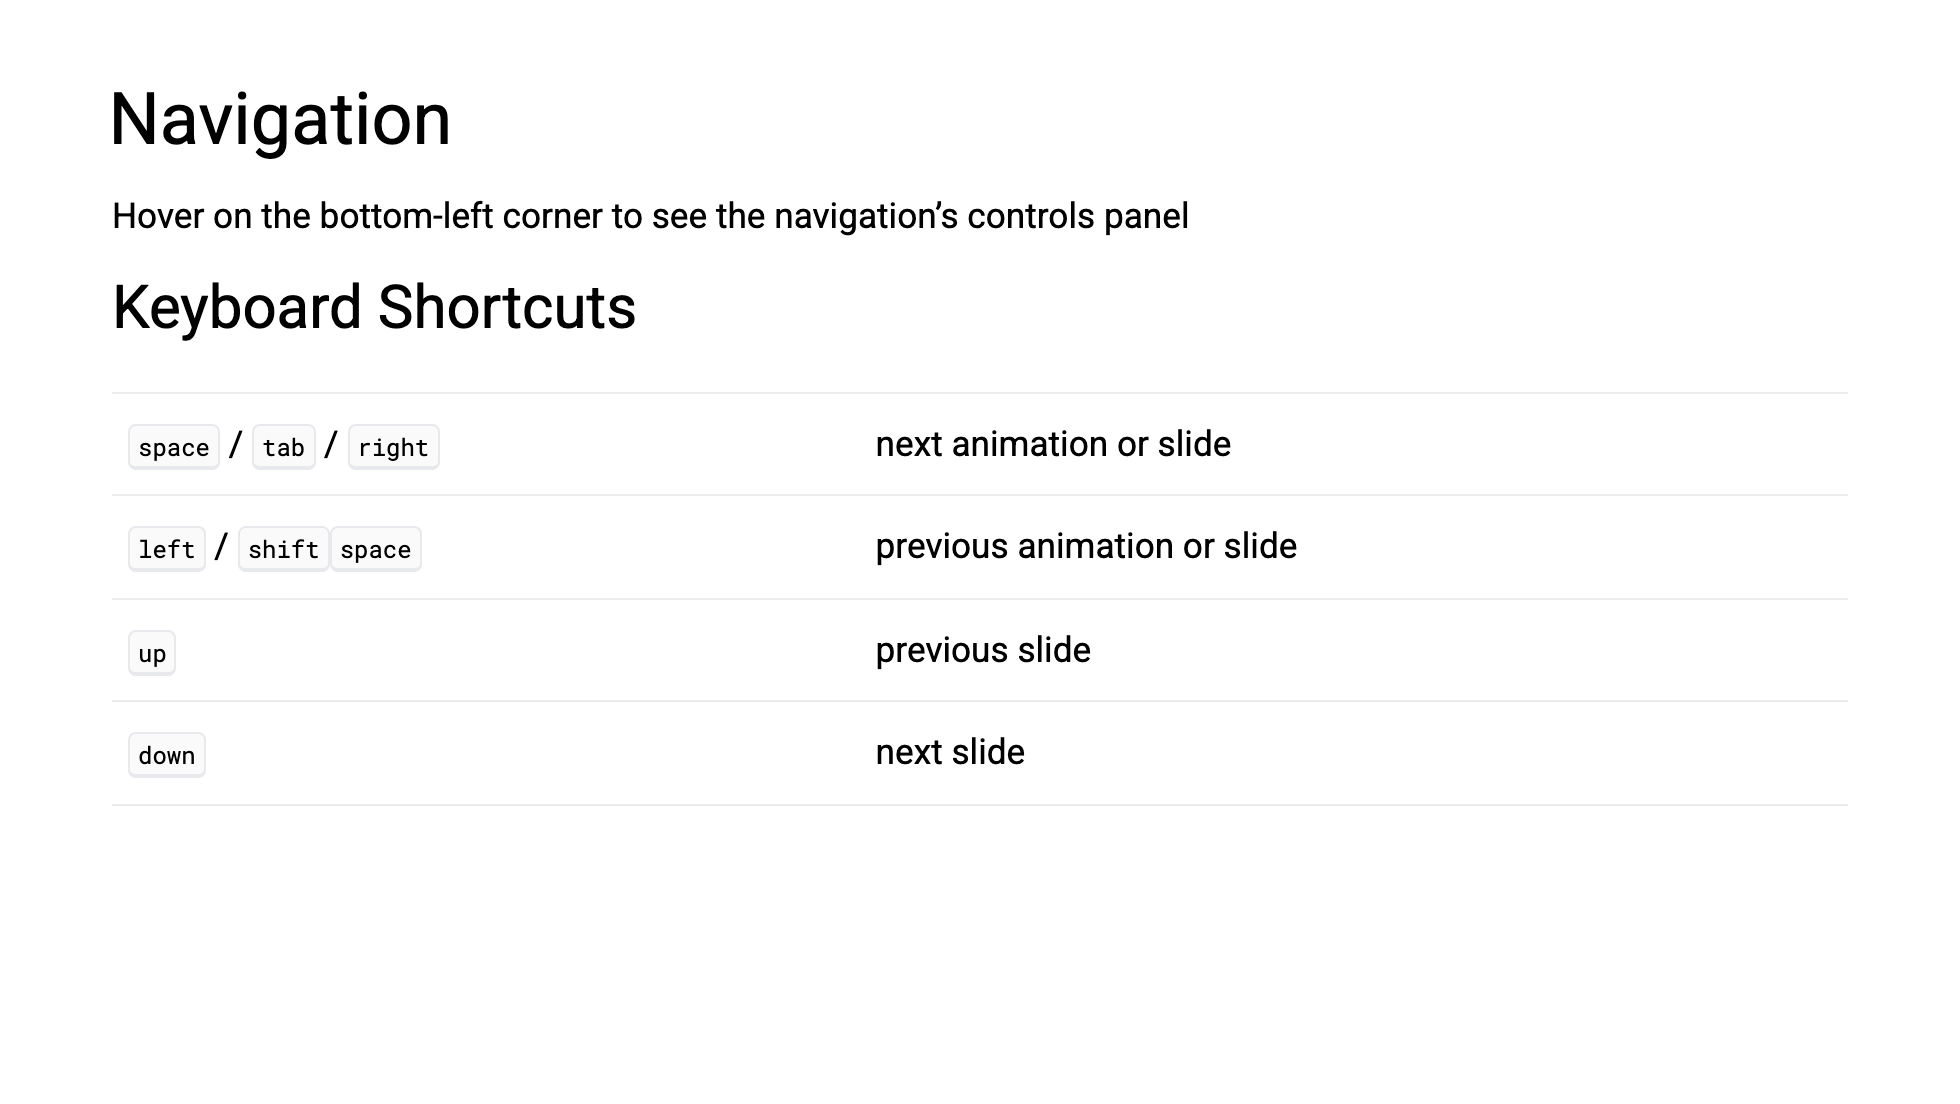 Navigation
Hover on the bottom-left corner to see the navigation’s controls panel
Keyboard Shortcuts
space / tab / right next animation or slide
left / shift space previous animation or slide
up previous slide
down next slide